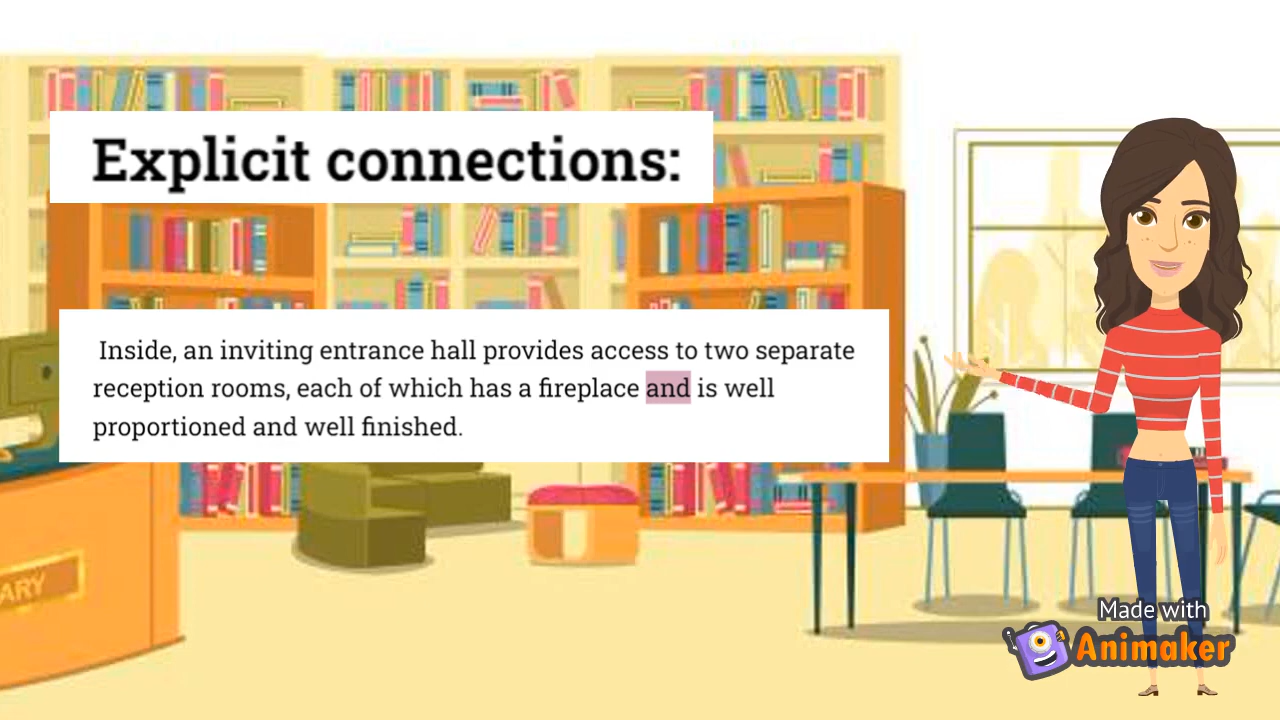 Explicit connections:
Inside, an inviting entrance hall provides access to two separate
reception rooms, each of which has a fireplace and is well
proportioned and well finished.
ARY
Made with
Animaker